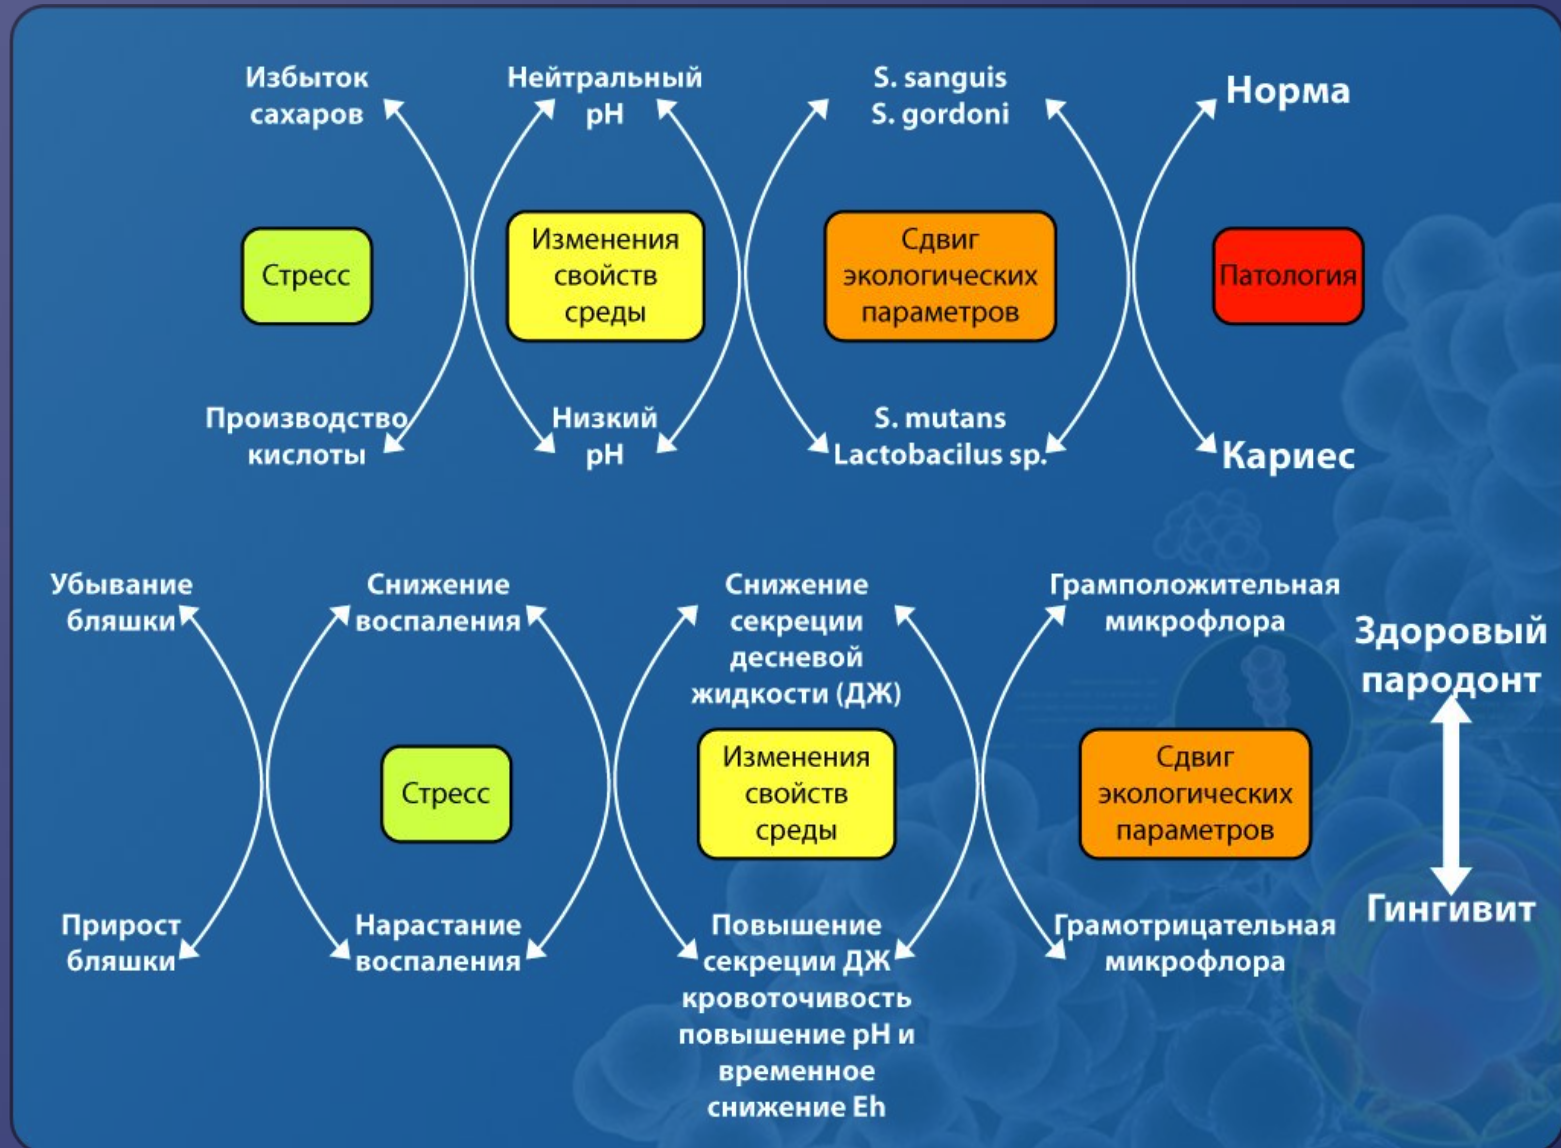 Избыток
сахаров
Нейтральный
pH
S. sanguis
S. gordoni
Норма
Стресс
Изменения
свойств
среды
Сдвиг
экологических
параметров
Патология
Производство
кислоты
Низкий
pH
S. mutans
Lactobacilus sp.
Кариес
Убывание
бляшки
Снижение
воспаления
Снижение
секреции
десневой
жидкости (ДЖ)
Грамположительная
микрофлора
Здоровый
пародонт
Стресс
Изменения
свойств
среды
Сдвиг
экологических
параметров
Прирост
бляшки
Нарастание
воспаления
Повышение
секреции ДЖ
кровоточивость
повышение pH и
временное
снижение Eh
Грамотрицательная
микрофлора
Гингивит